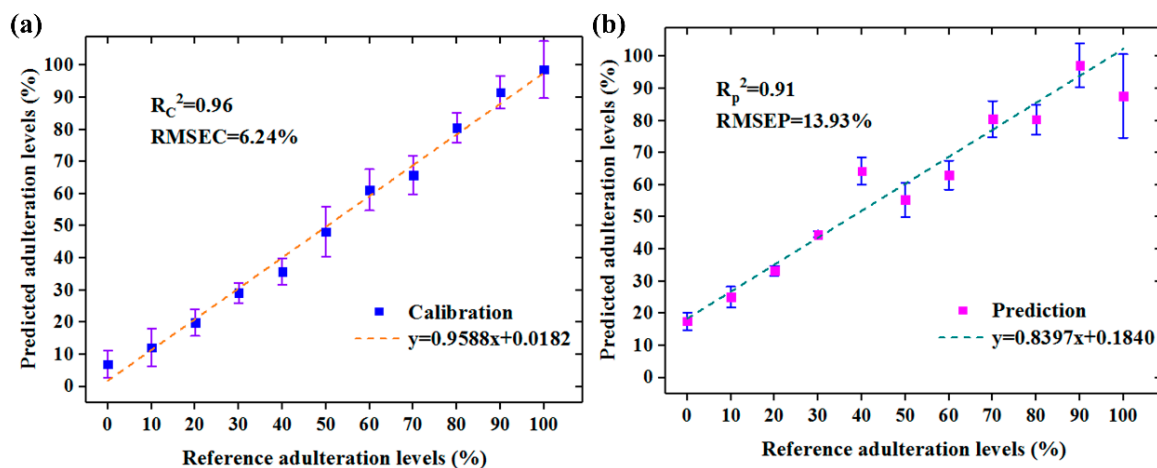 (a)
Predicted adulteration levels (%)
100
90
80
70
60
50
40
30
20
10
0
R_C²=0.96
RMSEC=6.24%
Calibration
y=0.9588x+0.0182
0 10 20 30 40 50 60 70 80 90 100
Reference adulteration levels (%)
(b)
Predicted adulteration levels (%)
100
90
80
70
60
50
40
30
20
10
0
R_p²=0.91
RMSEP=13.93%
Prediction
y=0.8397x+0.1840
0 10 20 30 40 50 60 70 80 90 100
Reference adulteration levels (%)